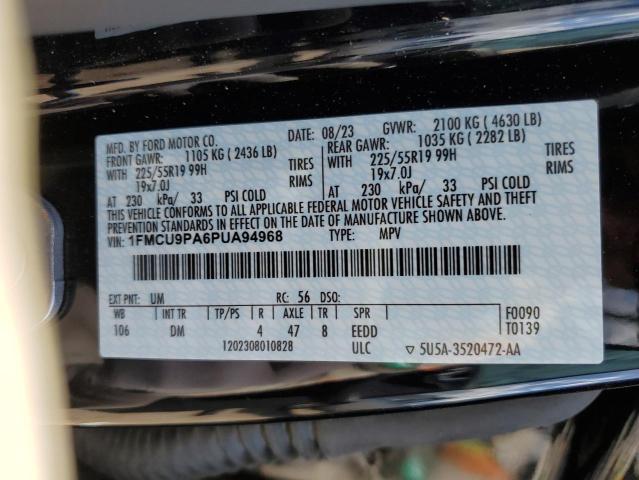 MFD. BY FORD MOTOR CO.
DATE: 08/23 GVWR: 2100 KG ( 4630 LB)
FRONT GAWR: 1105 KG ( 2436 LB) REAR GAWR: 1035 KG ( 2282 LB)
WITH 225/55R19 99H TIRES WITH 225/55R19 99H TIRES
19x7.0J RIMS 19x7.0J RIMS
AT 230 kPa/ 33 PSI COLD AT 230 kPa/ 33 PSI COLD
THIS VEHICLE CONFORMS TO ALL APPLICABLE FEDERAL MOTOR VEHICLE SAFETY AND THEFT
PREVENTION STANDARDS IN EFFECT ON THE DATE OF MANUFACTURE SHOWN ABOVE.
VIN: 1FMCU9PA6PUA94968 TYPE: MPV
EXT PNT: UM RC: 56 DSO:
WB INT TR TP/PS R AXLE TR SPR F0090
106 DM 4 47 8 EEDD T0139
1202308010828 ULC ▽ 5U5A-3520472-AA